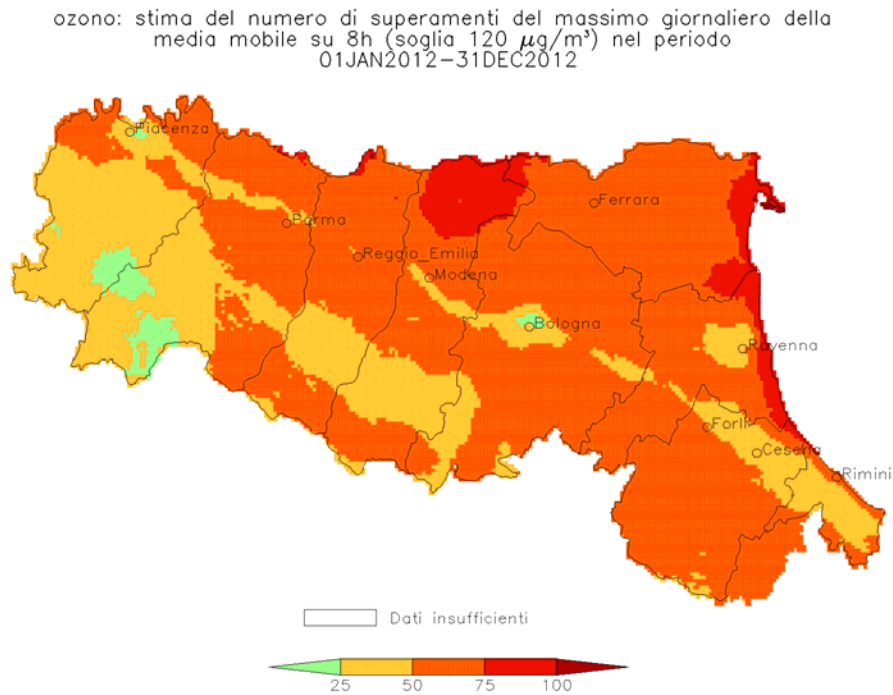 ozono: stima del numero di superamenti del massimo giornaliero della
media mobile su 8h (soglia 120 µg/m³) nel periodo
01JAN2012–31DEC2012
Piacenza
Ferrara
Parma
Reggio_Emilia
Modena
Bologna
Ravenna
Forlì
Cesena
Rimini
Dati insufficienti
25 50 75 100